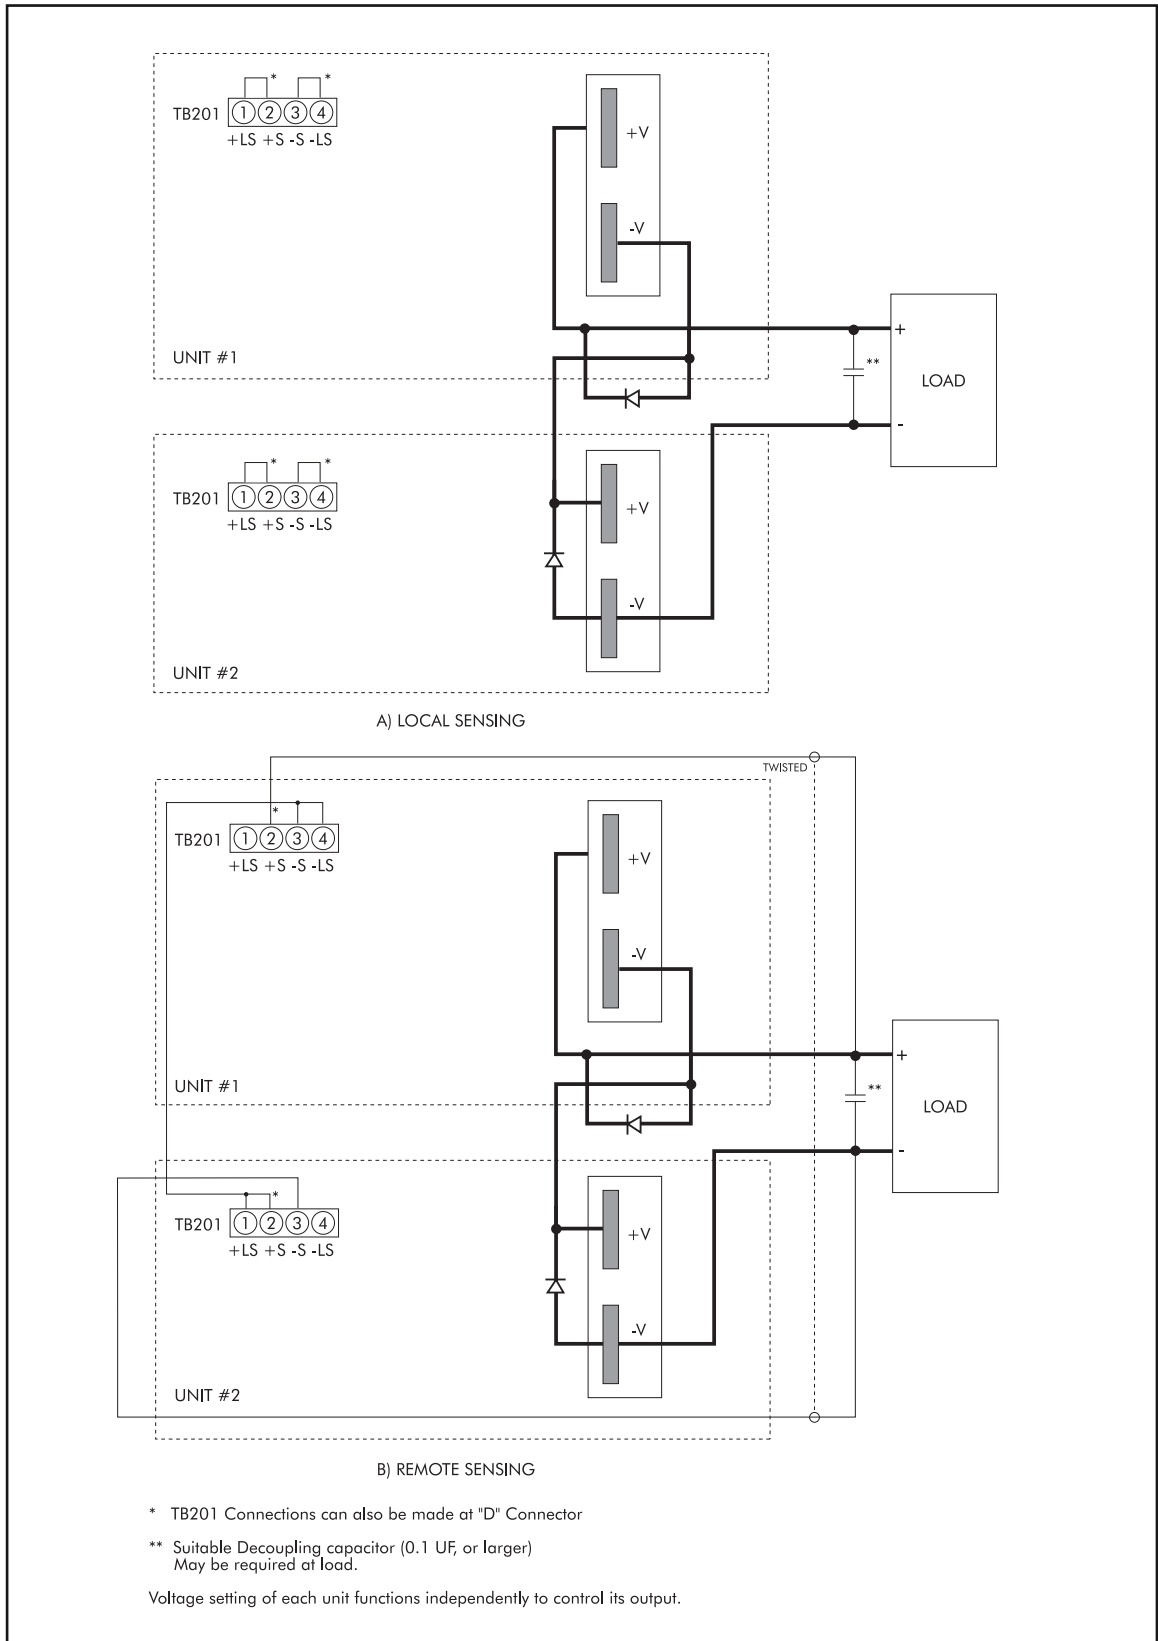 *
*
TB201
1 2 3 4
+LS +S -S -LS
+V
-V
UNIT #1
+
**
LOAD
-
*
*
TB201
1 2 3 4
+LS +S -S -LS
+V
-V
UNIT #2
A) LOCAL SENSING
TWISTED
*
TB201
1 2 3 4
+LS +S -S -LS
+V
-V
UNIT #1
+
**
LOAD
-
*
TB201
1 2 3 4
+LS +S -S -LS
+V
-V
UNIT #2
B) REMOTE SENSING
* TB201 Connections can also be made at "D" Connector
** Suitable Decoupling capacitor (0.1 UF, or larger)
May be required at load.
Voltage setting of each unit functions independently to control its output.